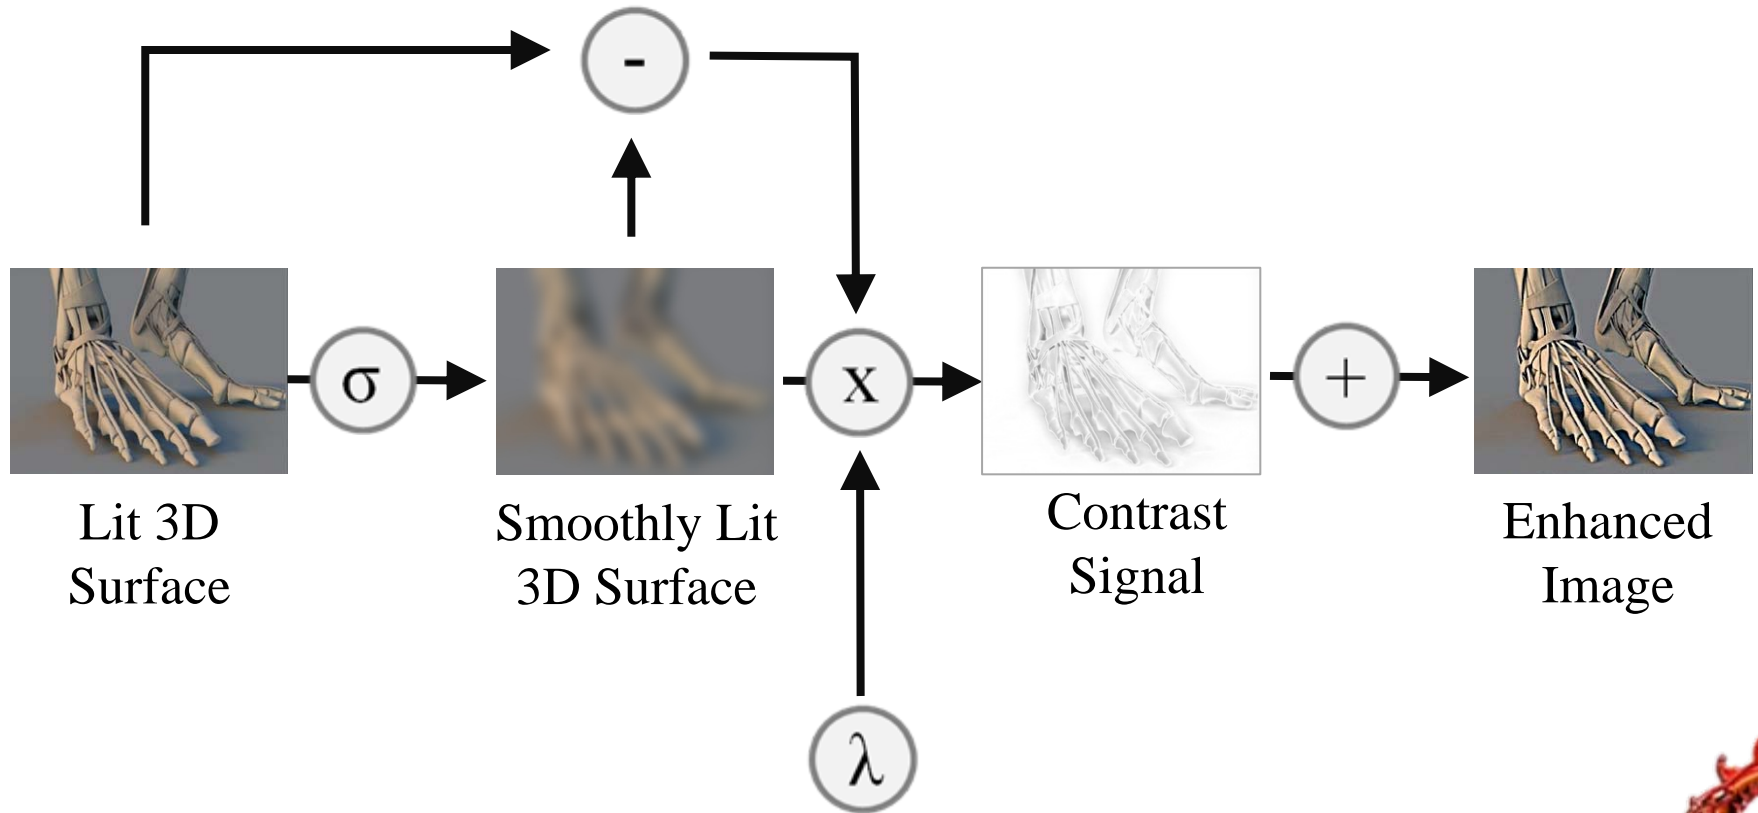 -
σ
x
+
Lit 3D
Surface
Smoothly Lit
3D Surface
Contrast
Signal
Enhanced
Image
λ